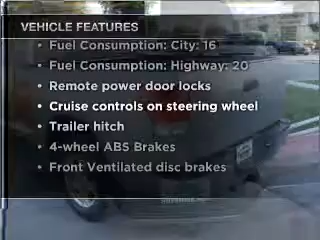 VEHICLE FEATURES
• Fuel Consumption: City: 16
• Fuel Consumption: Highway: 20
• Remote power door locks
• Cruise controls on steering wheel
• Trailer hitch
• 4-wheel ABS Brakes
• Front Ventilated disc brakes